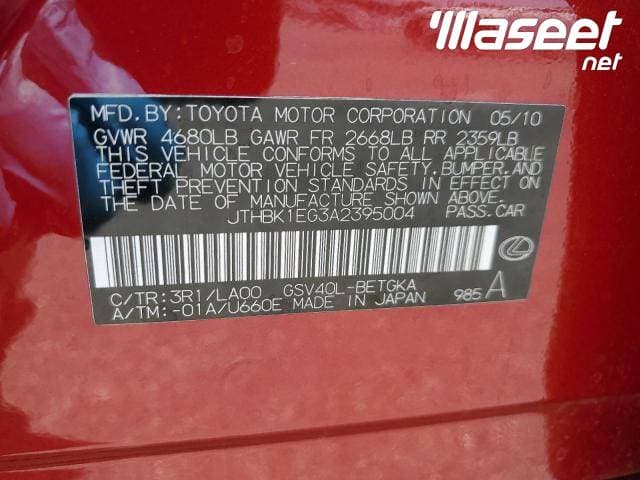 Maseet
net
MFD. BY: TOYOTA MOTOR CORPORATION 05/10
GVWR 4680LB GAWR FR 2668LB RR 2359LB
THIS VEHICLE CONFORMS TO ALL APPLICABLE
FEDERAL MOTOR VEHICLE SAFETY, BUMPER, AND
THEFT PREVENTION STANDARDS IN EFFECT ON
THE DATE OF MANUFACTURE SHOWN ABOVE.
JTHBK1EG3A2395004 PASS. CAR
C/TR: 3R1/LA00 GSV40L-BETGKA
A/TM: -01A/U660E MADE IN JAPAN 985 A